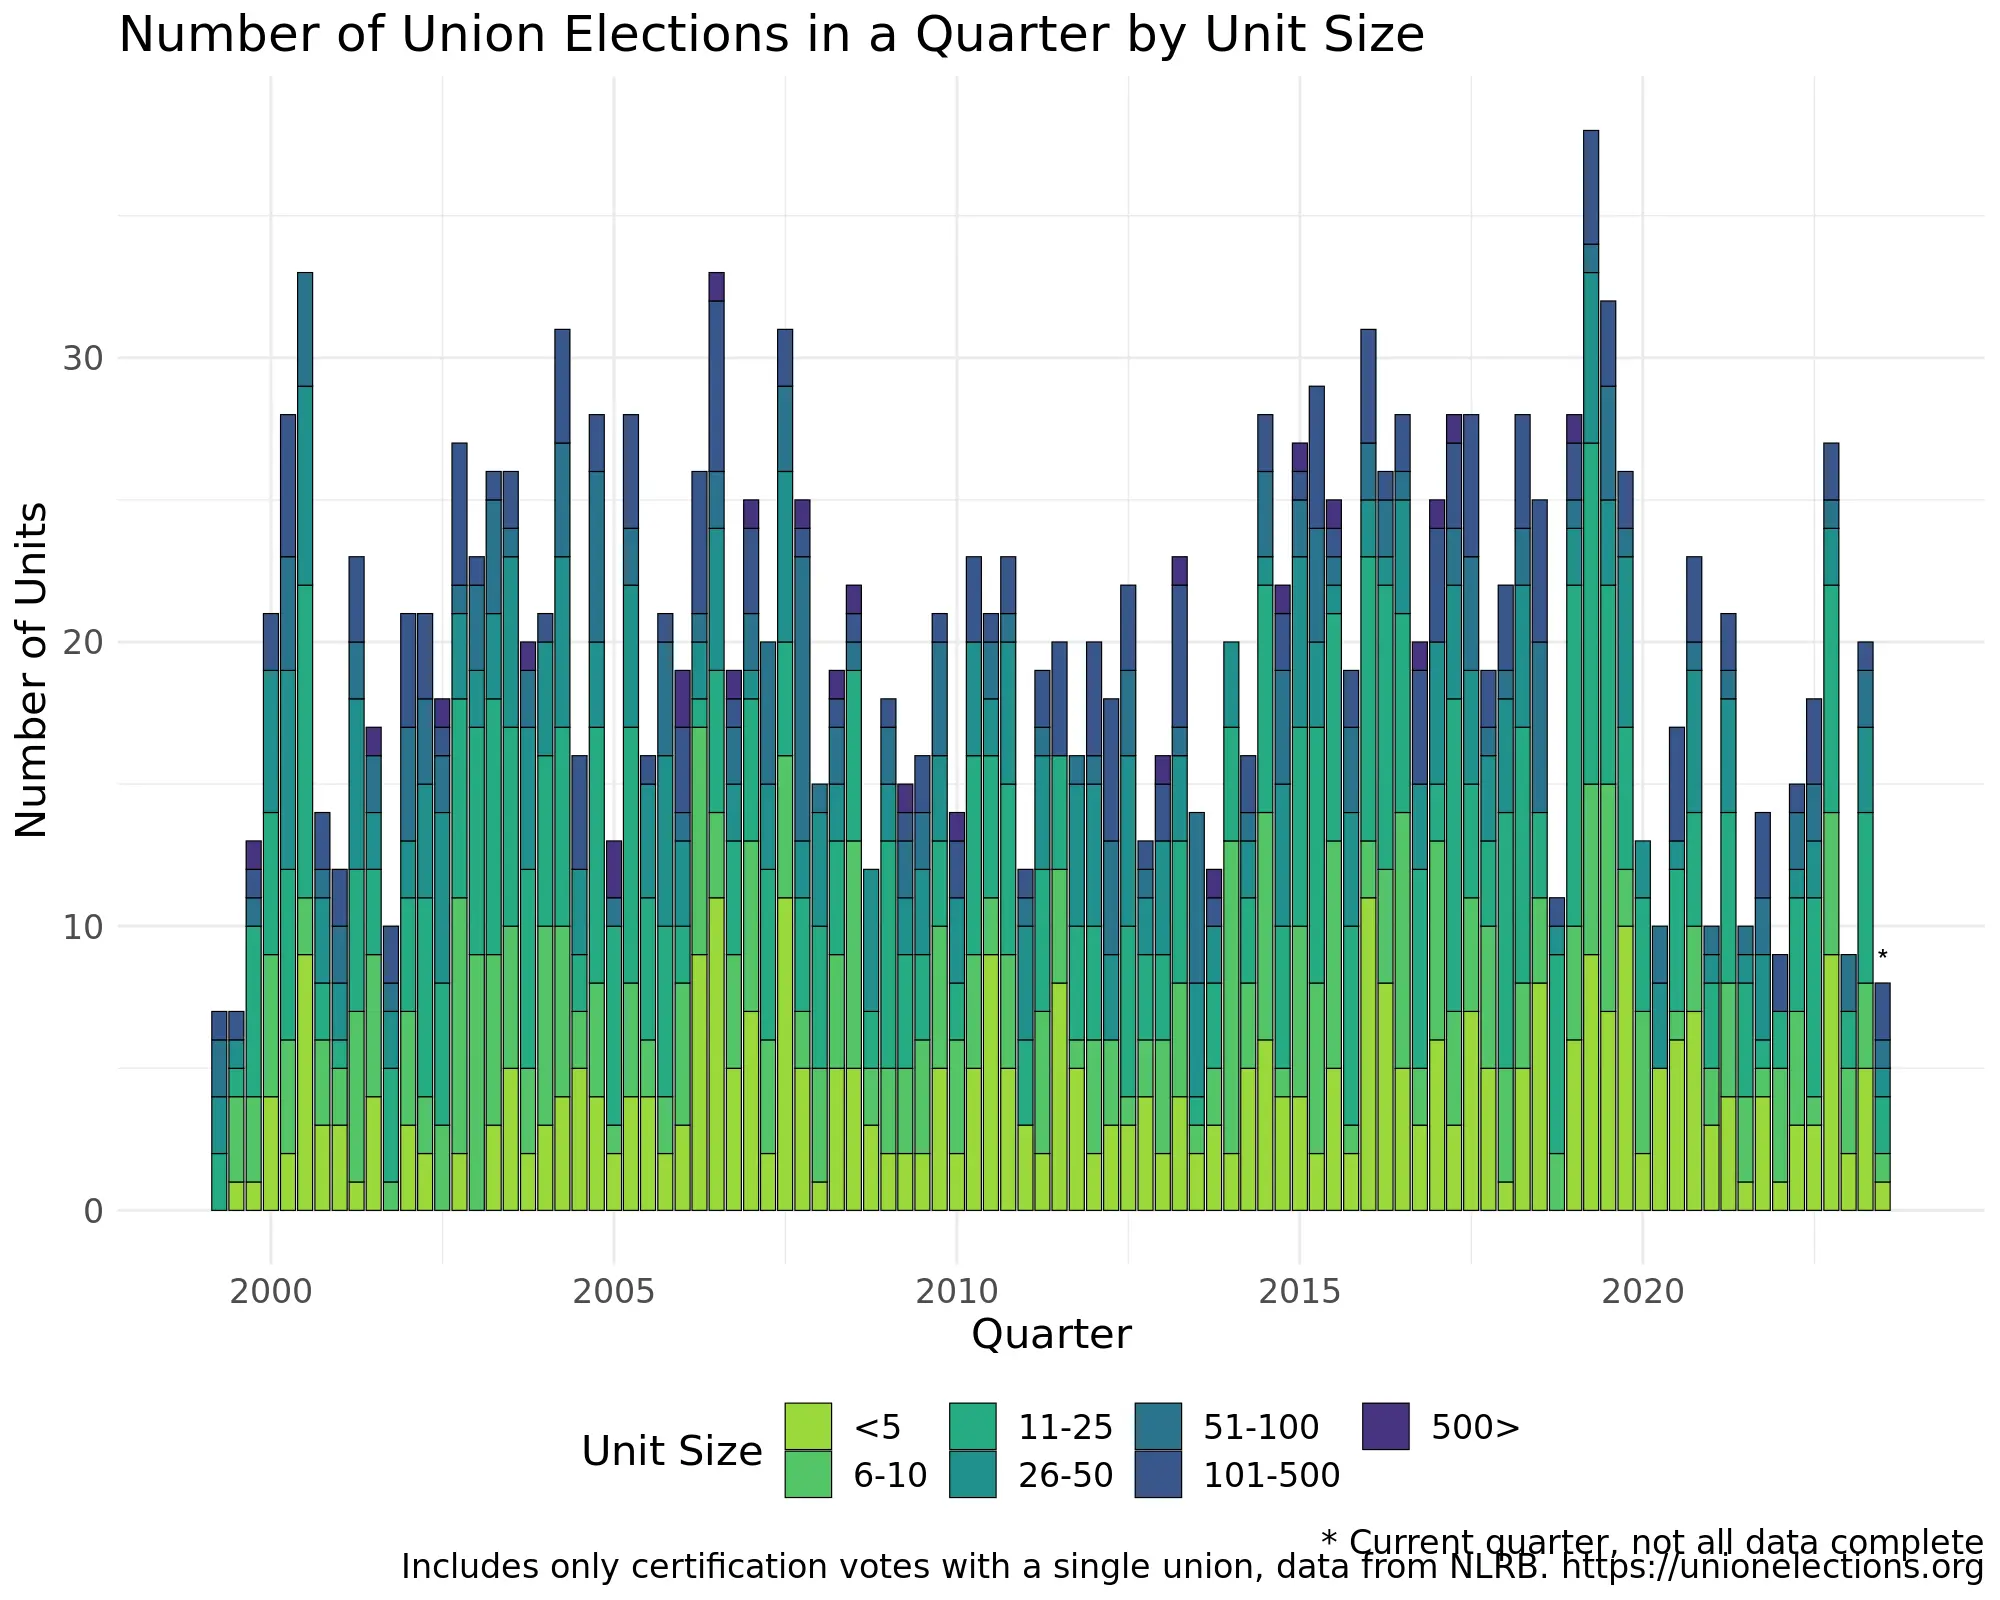 Number of Union Elections in a Quarter by Unit Size
Number of Units
30
20
10
0
*
2000 2005 2010 2015 2020
Quarter
Unit Size
<5 11-25 51-100 500>
6-10 26-50 101-500
* Current quarter, not all data complete
Includes only certification votes with a single union, data from NLRB. https://unionelections.org